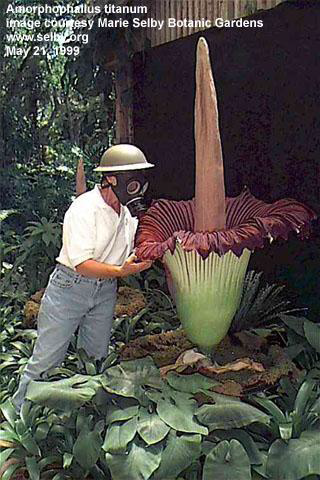 Amorphophallus titanum
image courtesy Marie Selby Botanic Gardens
www.selby.org
May 21, 1999